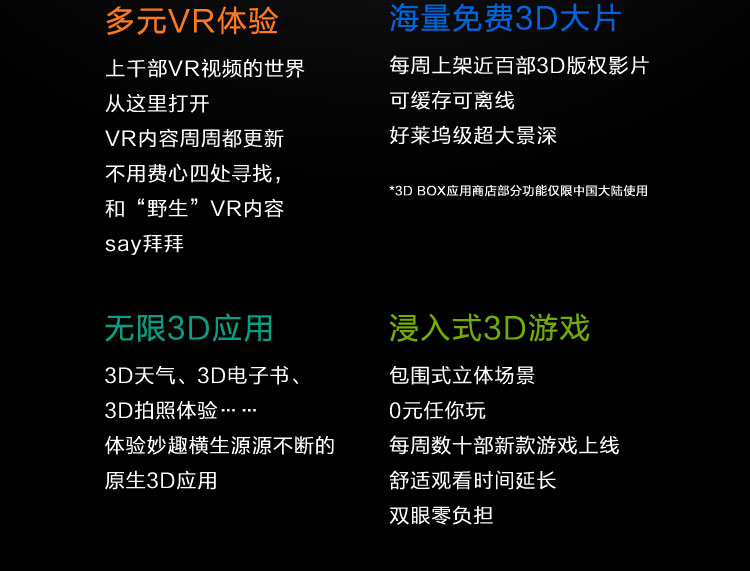 多元VR体验
上千部VR视频的世界
从这里打开
VR内容周周都更新
不用费心四处寻找，
和“野生”VR内容
say拜拜
海量免费3D大片
每周上架近百部3D版权影片
可缓存可离线
好莱坞级超大景深
*3D BOX应用商店部分功能仅限中国大陆使用
无限3D应用
3D天气、3D电子书、
3D拍照体验……
体验妙趣横生源源不断的
原生3D应用
浸入式3D游戏
包围式立体场景
0元任你玩
每周数十部新款游戏上线
舒适观看时间延长
双眼零负担